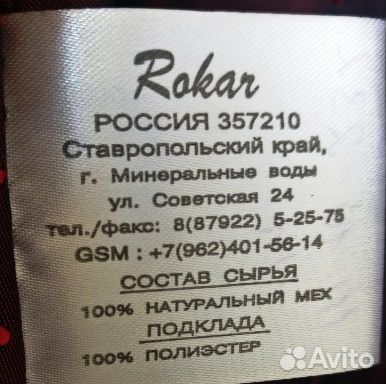 Rokar
РОССИЯ 357210
Ставропольский край,
г. Минеральные воды
ул. Советская 24
тел./факс: 8(87922) 5-25-75
GSM : +7(962)401-56-14
СОСТАВ СЫРЬЯ
100% НАТУРАЛЬНЫЙ МЕХ
ПОДКЛАДА
100% ПОЛИЭСТЕР
Avito